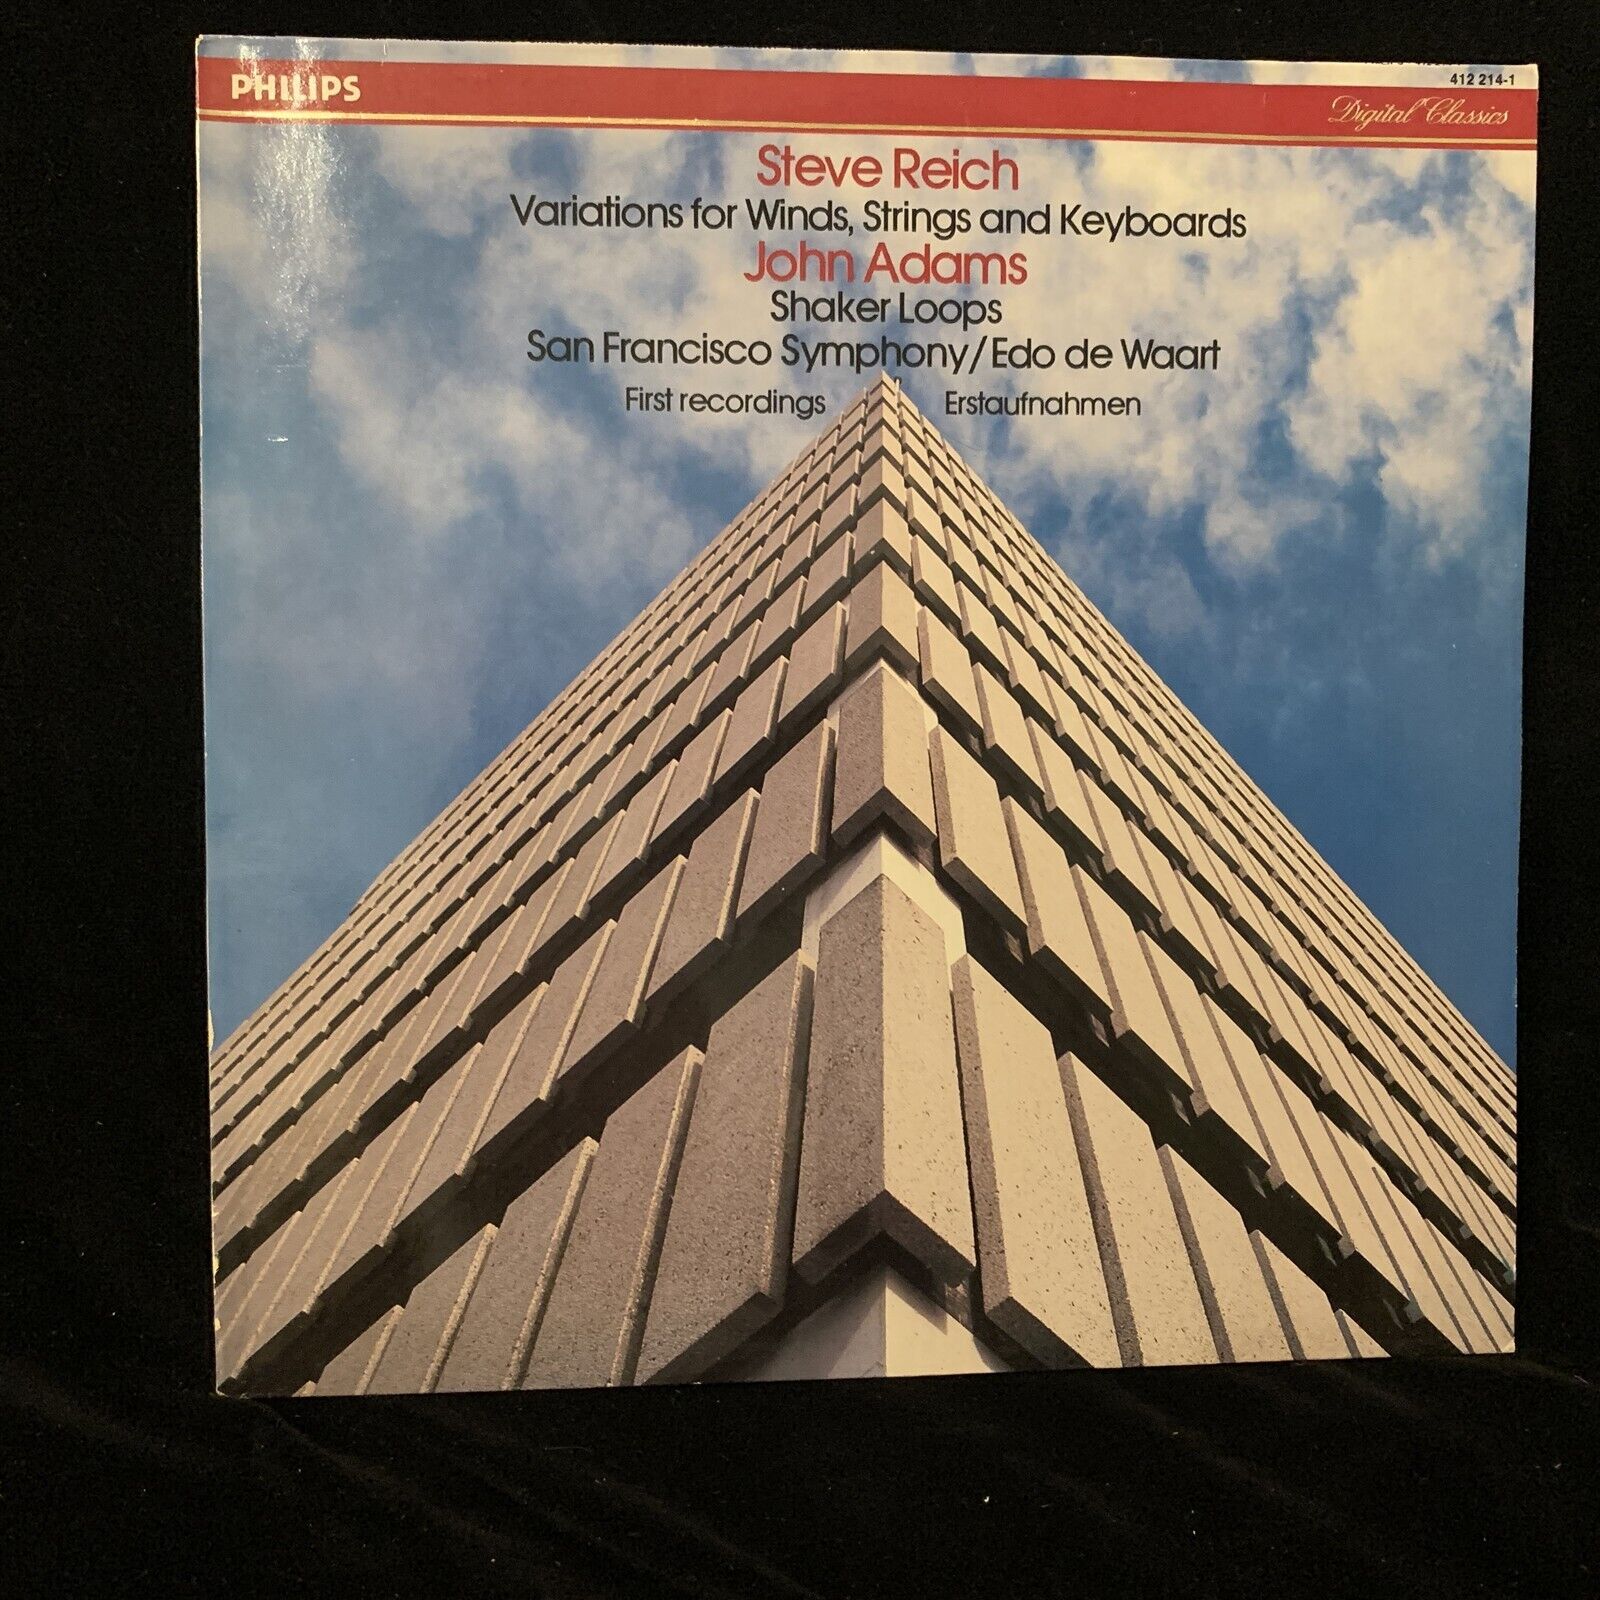 412 214-1
PHILIPS
Digital Classics
Steve Reich
Variations for Winds, Strings and Keyboards
John Adams
Shaker Loops
San Francisco Symphony/Edo de Waart
First recordings Erstaufnahmen